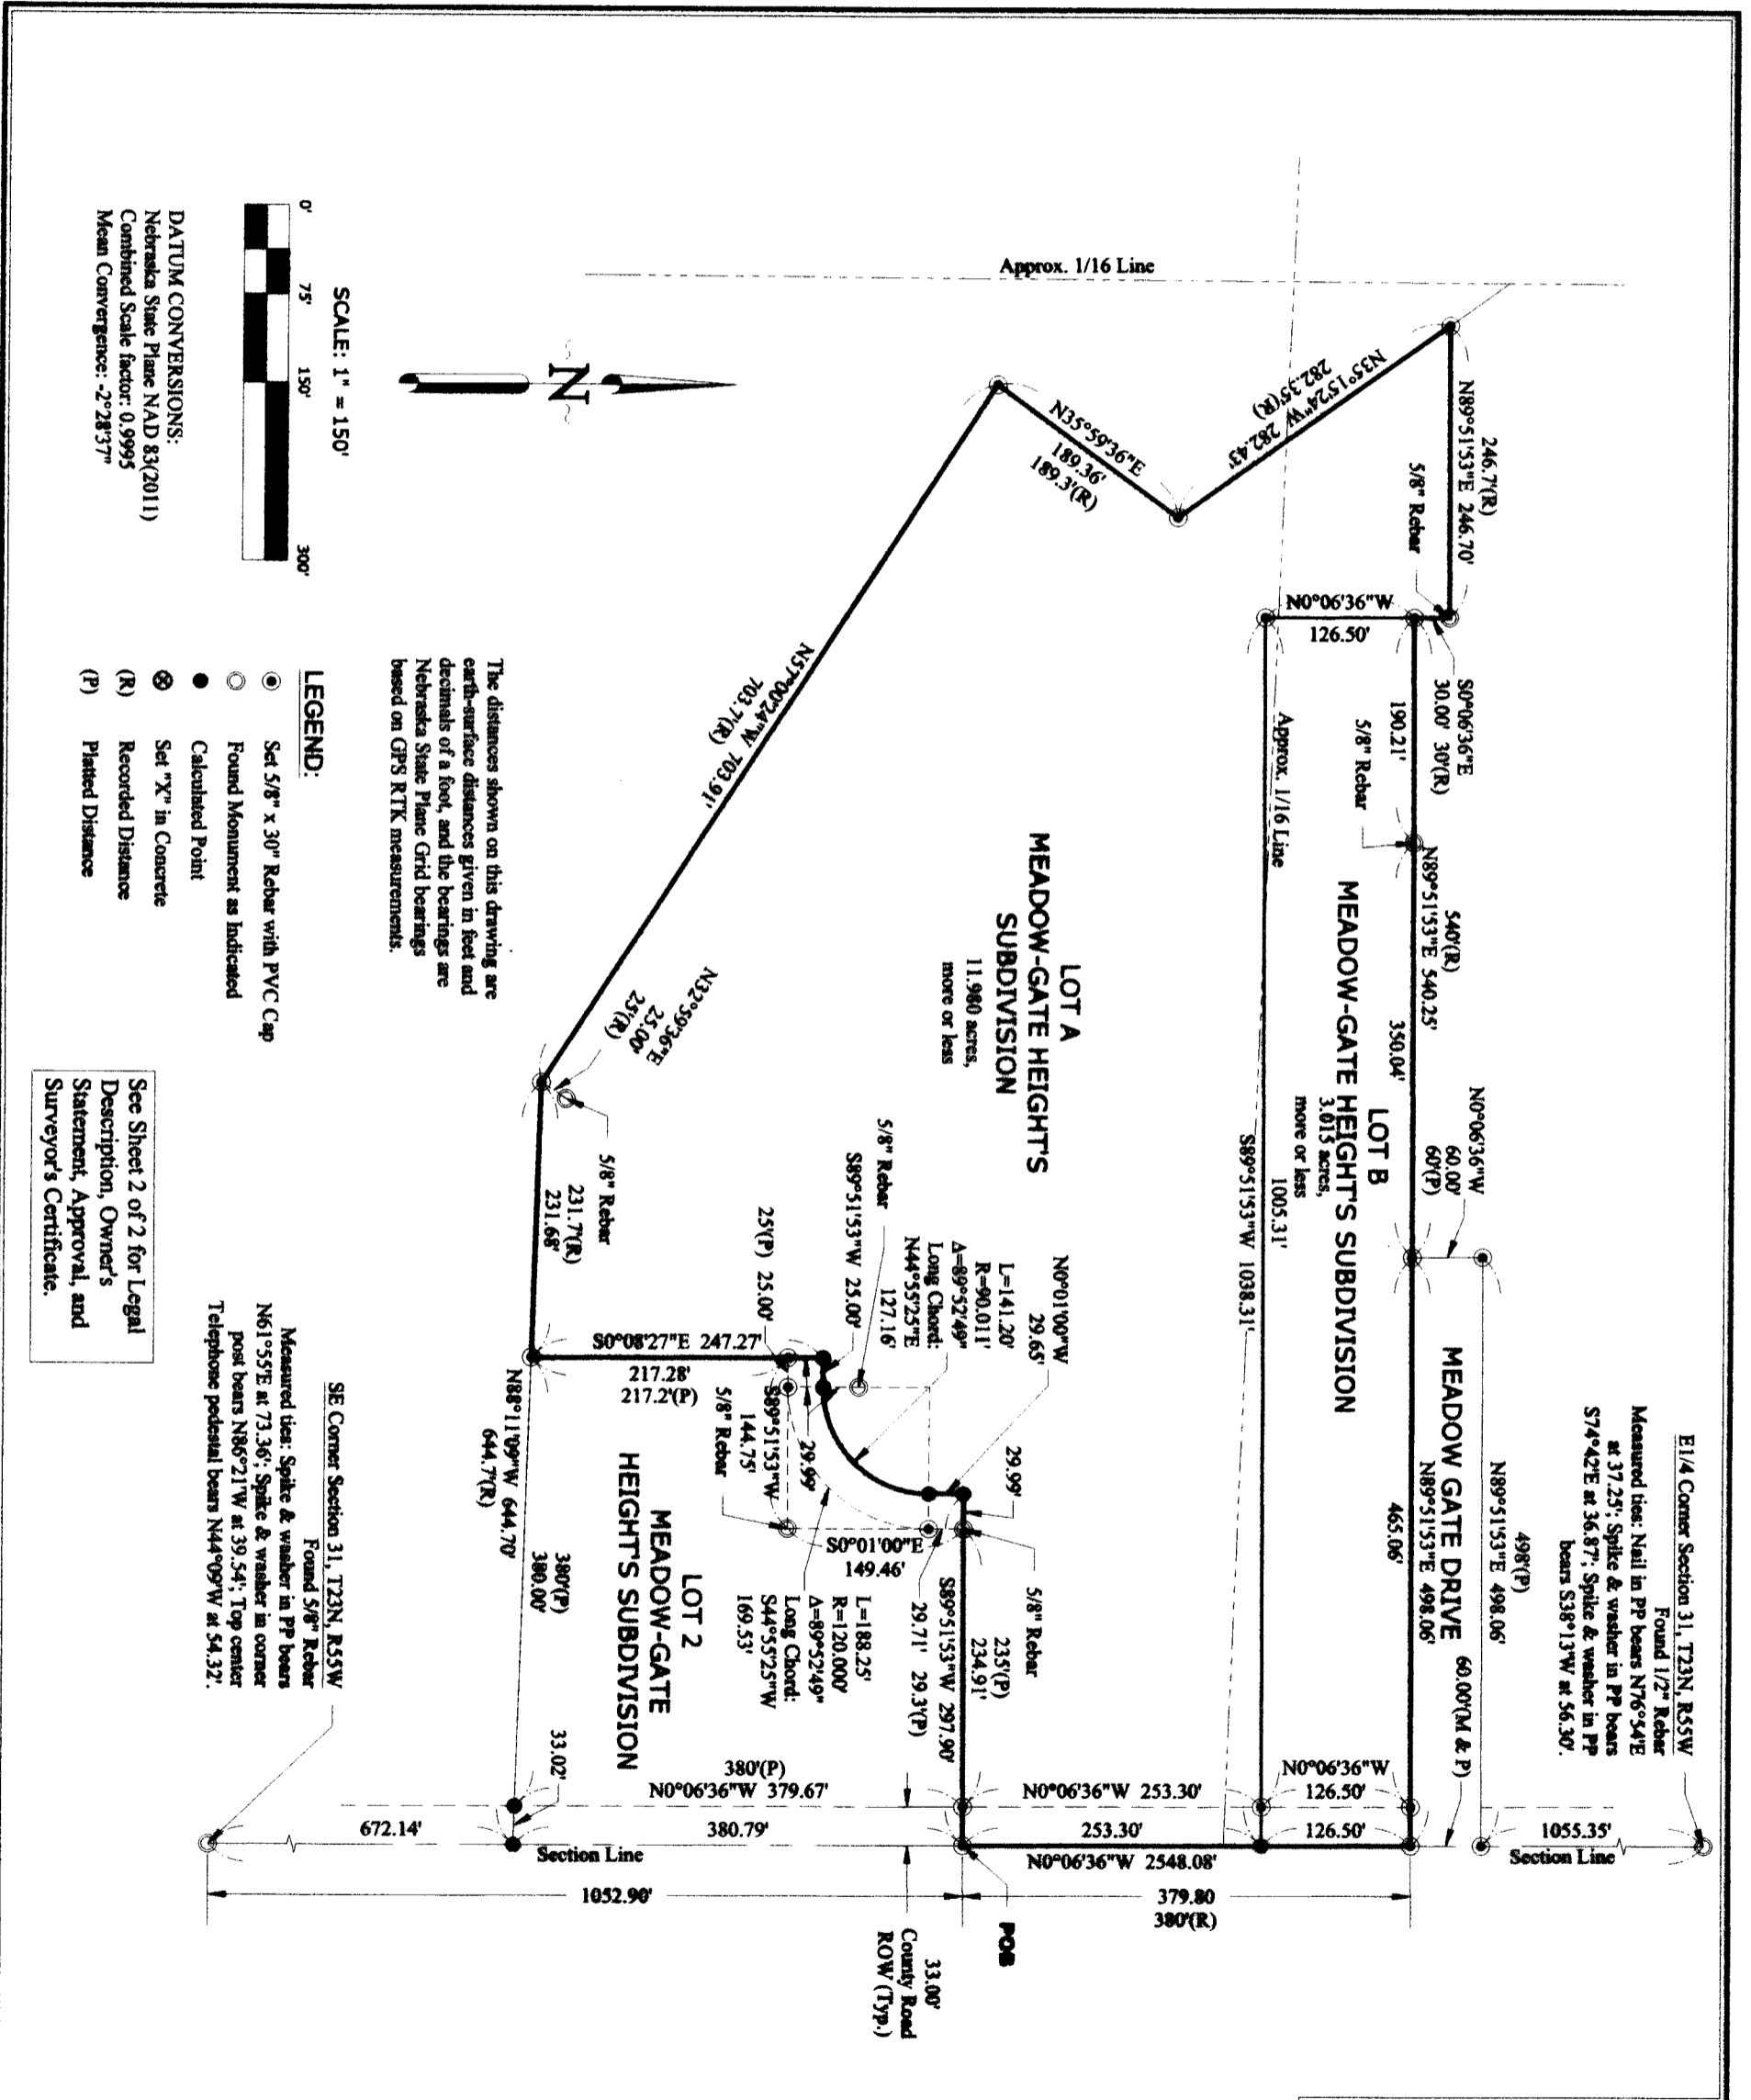 E1/4 Corner Section 31, T23N, R55W
Found 1/2" Rebar
Measured ties: Nail in PP bears N76°54'E
at 37.25'; Spike & washer in PP bears
S74°42'E at 36.87'; Spike & washer in PP
bears S38°13'W at 56.30'.
246.7'(R)
N89°51'53"E 246.70'
5/8" Rebar
S0°06'36"E
30.00' 30'(R)
190.21'
5/8" Rebar
540'(R)
N89°51'53"E 540.25'
350.04'
N0°06'36"W
60.00'
60'(P)
498'(P)
N89°51'53"E 498.06'
MEADOW GATE DRIVE
60.00'(M & P)
N89°51'53"E 498.06'
465.06'
1055.35'
Section Line
Approx. 1/16 Line
N35°15'24"W 282.43'
282.35'(R)
N35°59'36"E
189.36'
189.3'(R)
N0°06'36"W
126.50'
Approx. 1/16 Line
LOT B
MEADOW-GATE HEIGHT'S SUBDIVISION
3.015 acres,
more or less
1005.31'
S89°51'53"W 1038.31'
N0°06'36"W
126.50'
126.50'
N0°06'36"W 253.30'
253.30'
N0°06'36"W 2548.08'
379.80
380'(R)
LOT A
MEADOW-GATE HEIGHT'S
SUBDIVISION
11.980 acres,
more or less
N0°01'00"W
29.65'
L=141.20'
R=90.011'
Δ=89°52'49"
Long Chord:
N44°55'25"E
127.16'
5/8" Rebar
S89°51'53"W 25.00'
25'(P) 25.00'
29.99'
5/8" Rebar
235'(P)
234.91'
S89°51'53"W 297.90'
29.71' 29.3'(P)
POB
33.00'
County Road
ROW (Typ.)
N57°00'24"W 703.91'
703.7'(R)
N32°59'36"E
25.00'
25'(R)
5/8" Rebar
231.7'(R)
231.68'
S0°08'27"E 247.27'
217.28'
217.2'(P)
29.99'
S89°51'53"W
144.75'
5/8" Rebar
S0°01'00"E
149.46'
L=188.25'
R=120.000'
Δ=89°52'49"
Long Chord:
S44°55'25"W
169.53'
LOT 2
MEADOW-GATE
HEIGHT'S SUBDIVISION
N88°11'09"W 644.70'
644.7'(R)
380'(P)
380.00'
33.02'
380'(P)
N0°06'36"W 379.67'
380.79'
672.14'
Section Line
1052.90'
SE Corner Section 31, T23N, R55W
Found 5/8" Rebar
Measured ties: Spike & washer in PP bears
N61°55'E at 73.36'; Spike & washer in corner
post bears N86°21'W at 39.54'; Top center
Telephone pedestal bears N44°09'W at 54.32'.
N
SCALE: 1" = 150'
0' 75' 150' 300'
DATUM CONVERSIONS:
Nebraska State Plane NAD 83(2011)
Combined Scale factor: 0.9995
Mean Convergence: -2°28'37"
The distances shown on this drawing are
earth-surface distances given in feet and
decimals of a foot, and the bearings are
Nebraska State Plane Grid bearings
based on GPS RTK measurements.
LEGEND:
Set 5/8" x 30" Rebar with PVC Cap
Found Monument as Indicated
Calculated Point
Set "X" in Concrete
(R) Recorded Distance
(P) Platted Distance
See Sheet 2 of 2 for Legal
Description, Owner's
Statement, Approval, and
Surveyor's Certificate.